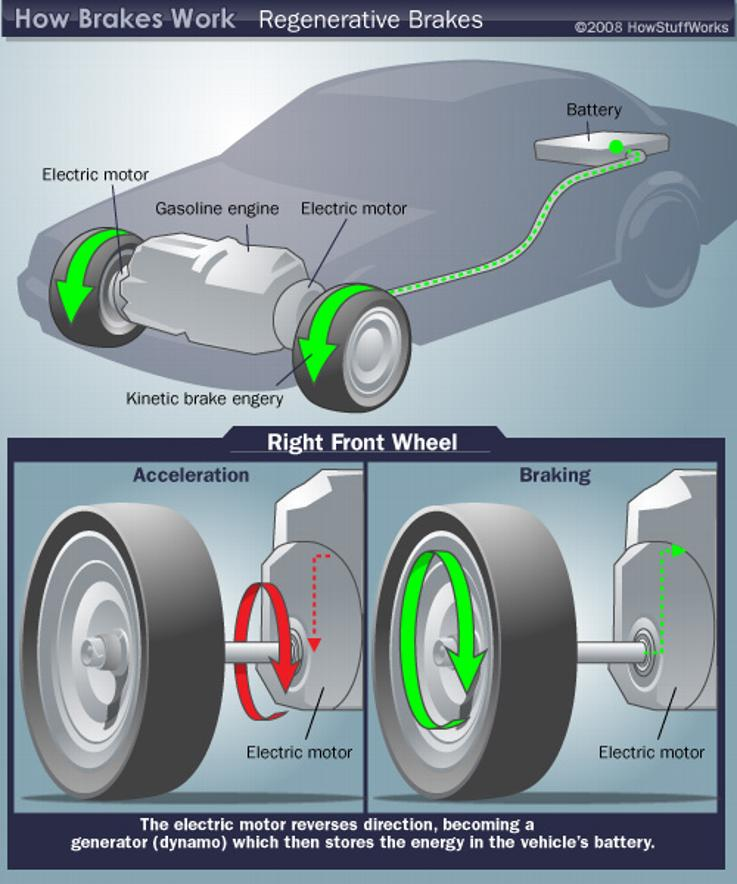 How Brakes Work Regenerative Brakes
©2008 HowStuffWorks
Battery
Electric motor
Gasoline engine
Electric motor
Kinetic brake engery
Right Front Wheel
Acceleration
Braking
Electric motor
Electric motor
The electric motor reverses direction, becoming a
generator (dynamo) which then stores the energy in the vehicle's battery.